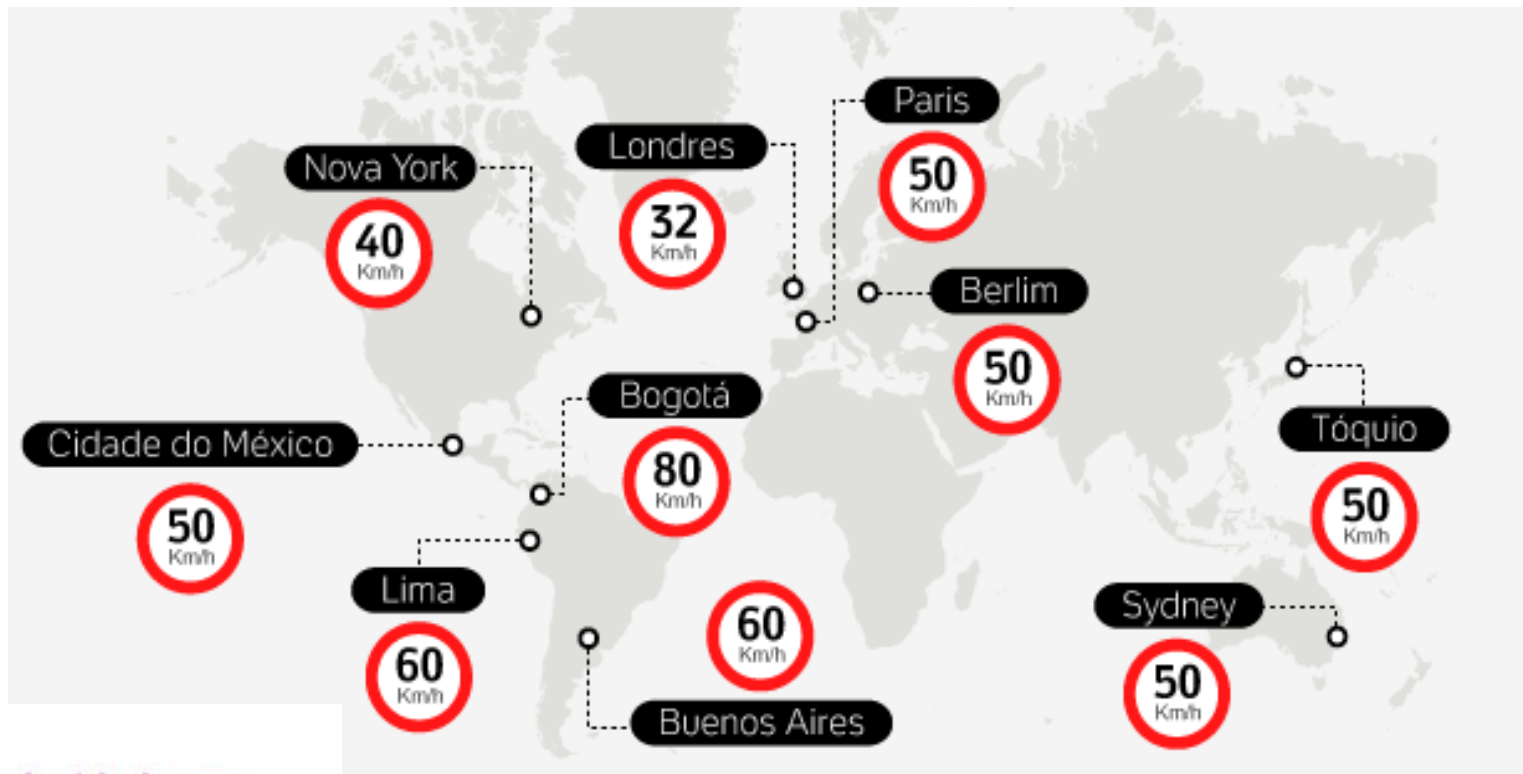 Paris
50
Km/h
Londres
32
Km/h
Nova York
40
Km/h
Berlim
50
Km/h
Bogotá
80
Km/h
Tóquio
50
Km/h
Cidade do México
50
Km/h
Lima
60
Km/h
60
Km/h
Buenos Aires
Sydney
50
Km/h